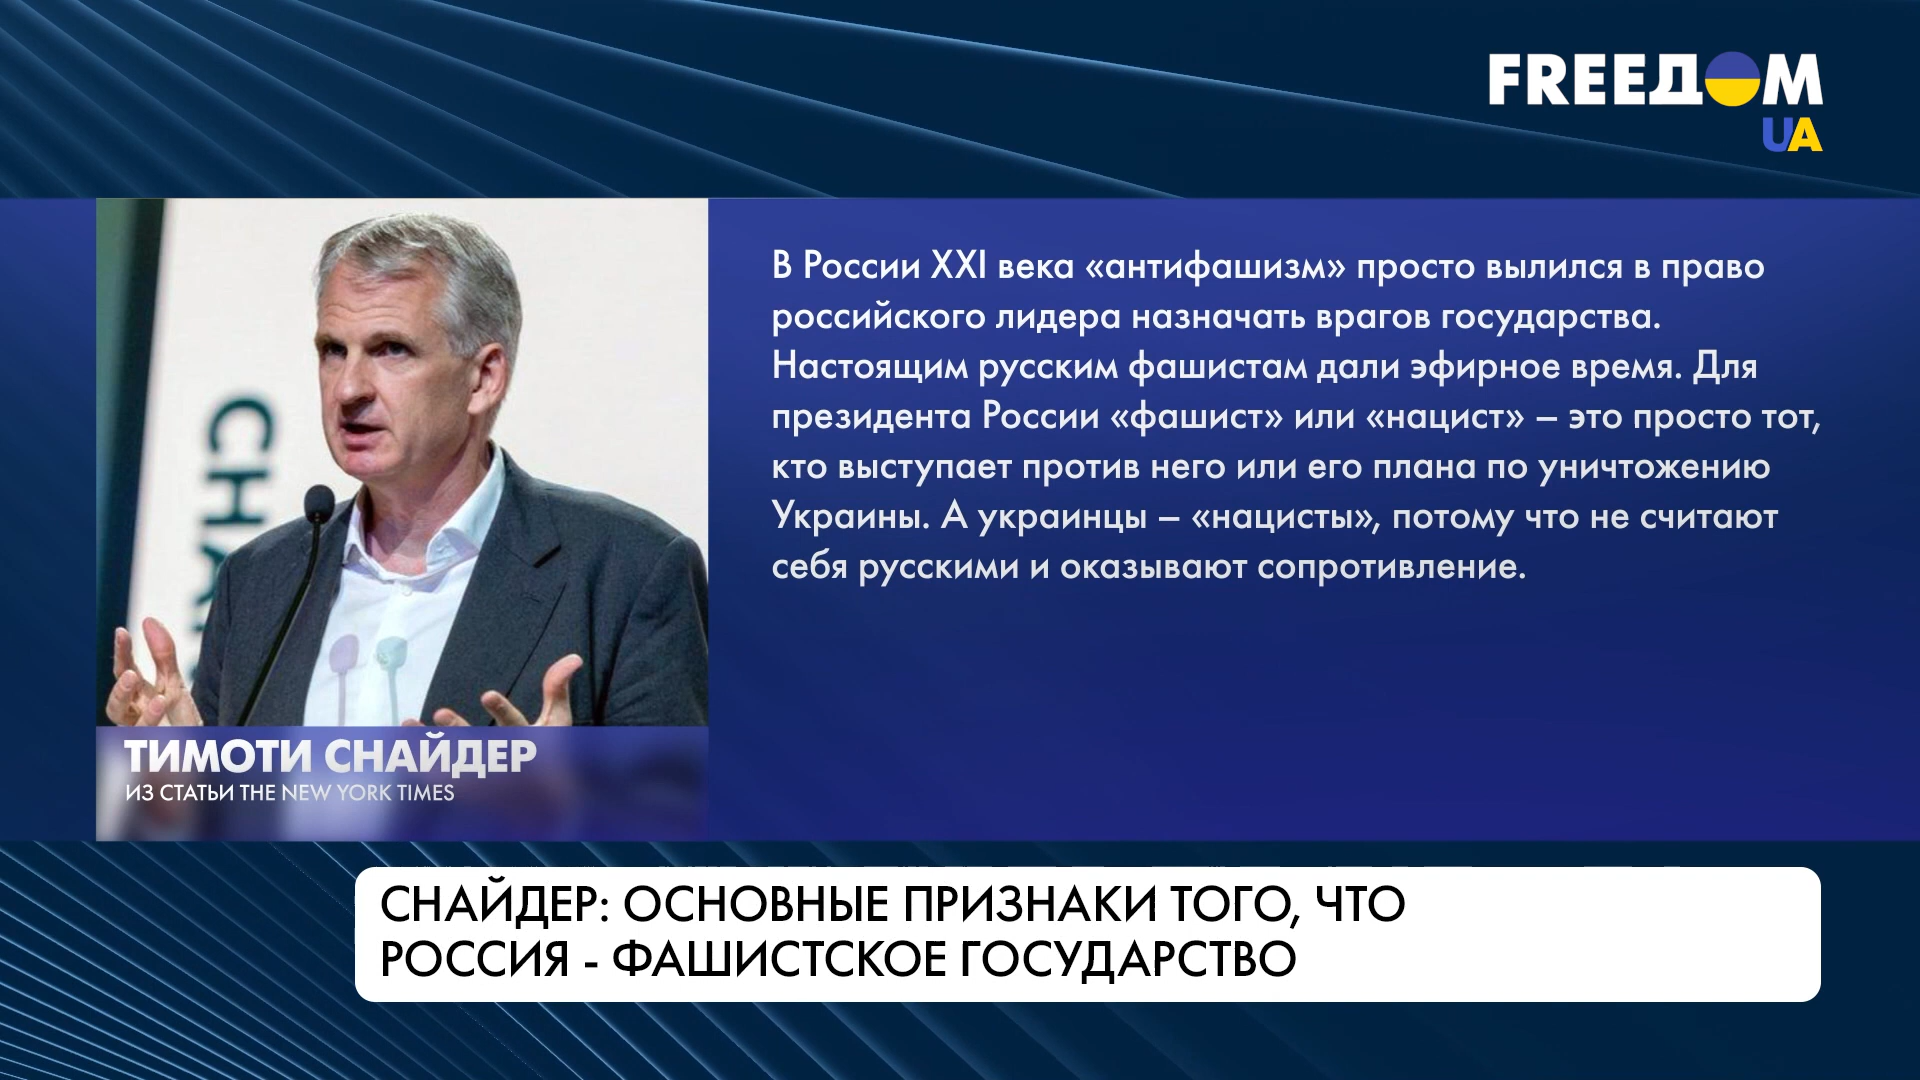 FREEДОМ
UA
В России XXI века «антифашизм» просто вылился в право
российского лидера назначать врагов государства.
Настоящим русским фашистам дали эфирное время. Для
президента России «фашист» или «нацист» – это просто тот,
кто выступает против него или его плана по уничтожению
Украины. А украинцы – «нацисты», потому что не считают
себя русскими и оказывают сопротивление.
CHA
ТИМОТИ СНАЙДЕР
ИЗ СТАТЬИ THE NEW YORK TIMES
СНАЙДЕР: ОСНОВНЫЕ ПРИЗНАКИ ТОГО, ЧТО
РОССИЯ - ФАШИСТСКОЕ ГОСУДАРСТВО